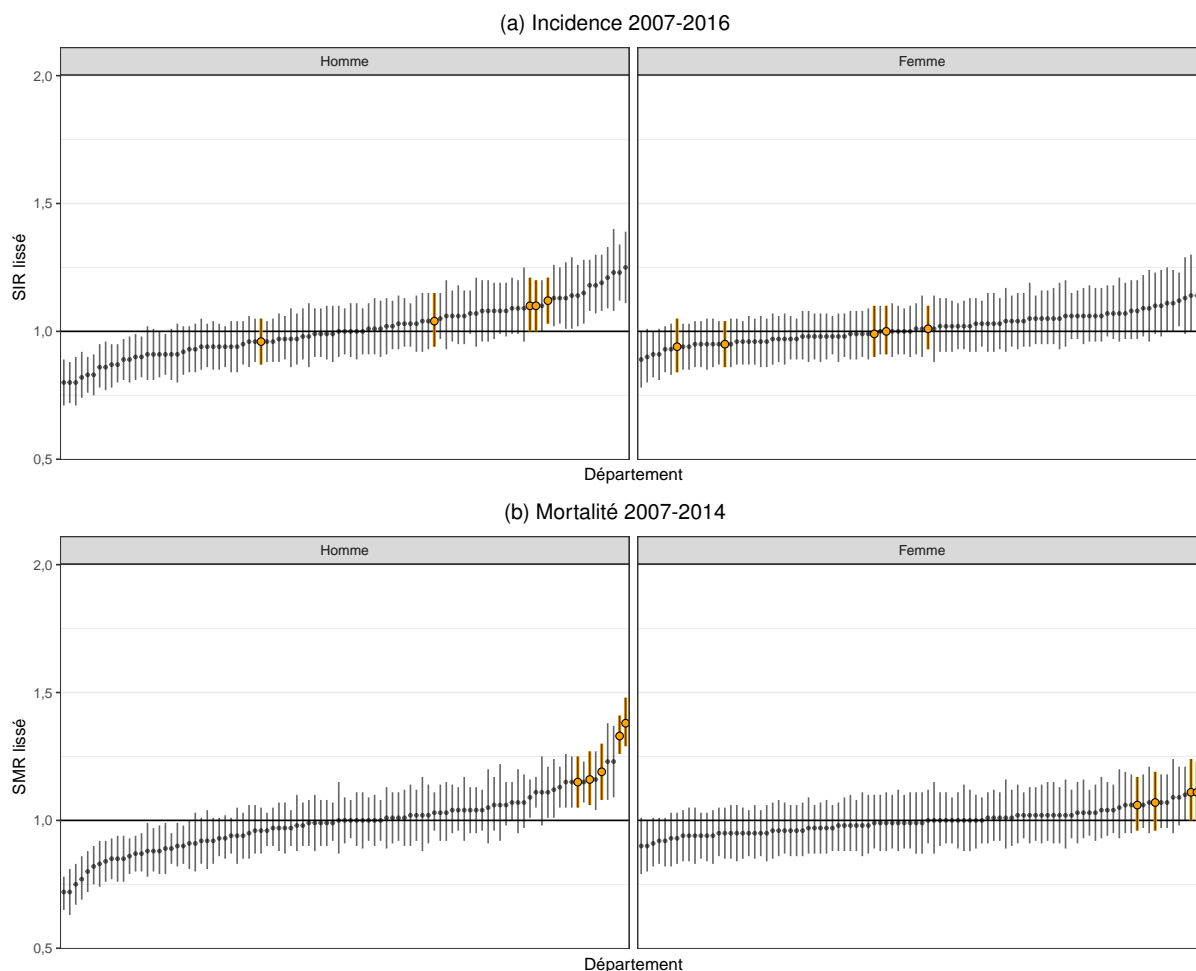 (a) Incidence 2007-2016
Homme
Femme
2,0
1,5
1,0
0,5
SIR lissé
Département
(b) Mortalité 2007-2014
Homme
Femme
2,0
1,5
1,0
0,5
SMR lissé
Département